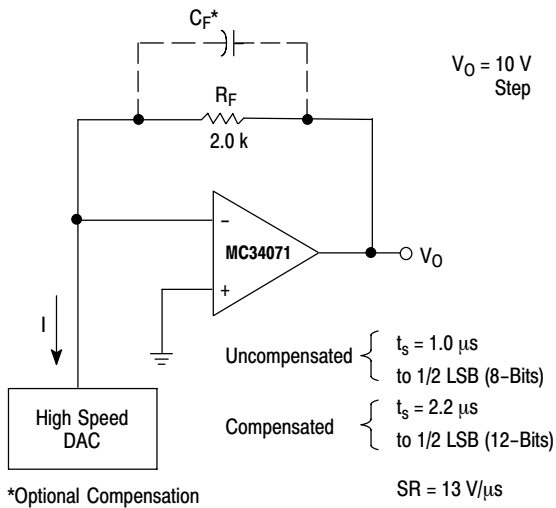 C_F*
V_O = 10 V
Step
R_F
2.0 k
–
MC34071
+
V_O
I
High Speed
DAC
Uncompensated
t_s = 1.0 μs
to 1/2 LSB (8–Bits)
Compensated
t_s = 2.2 μs
to 1/2 LSB (12–Bits)
*Optional Compensation
SR = 13 V/μs